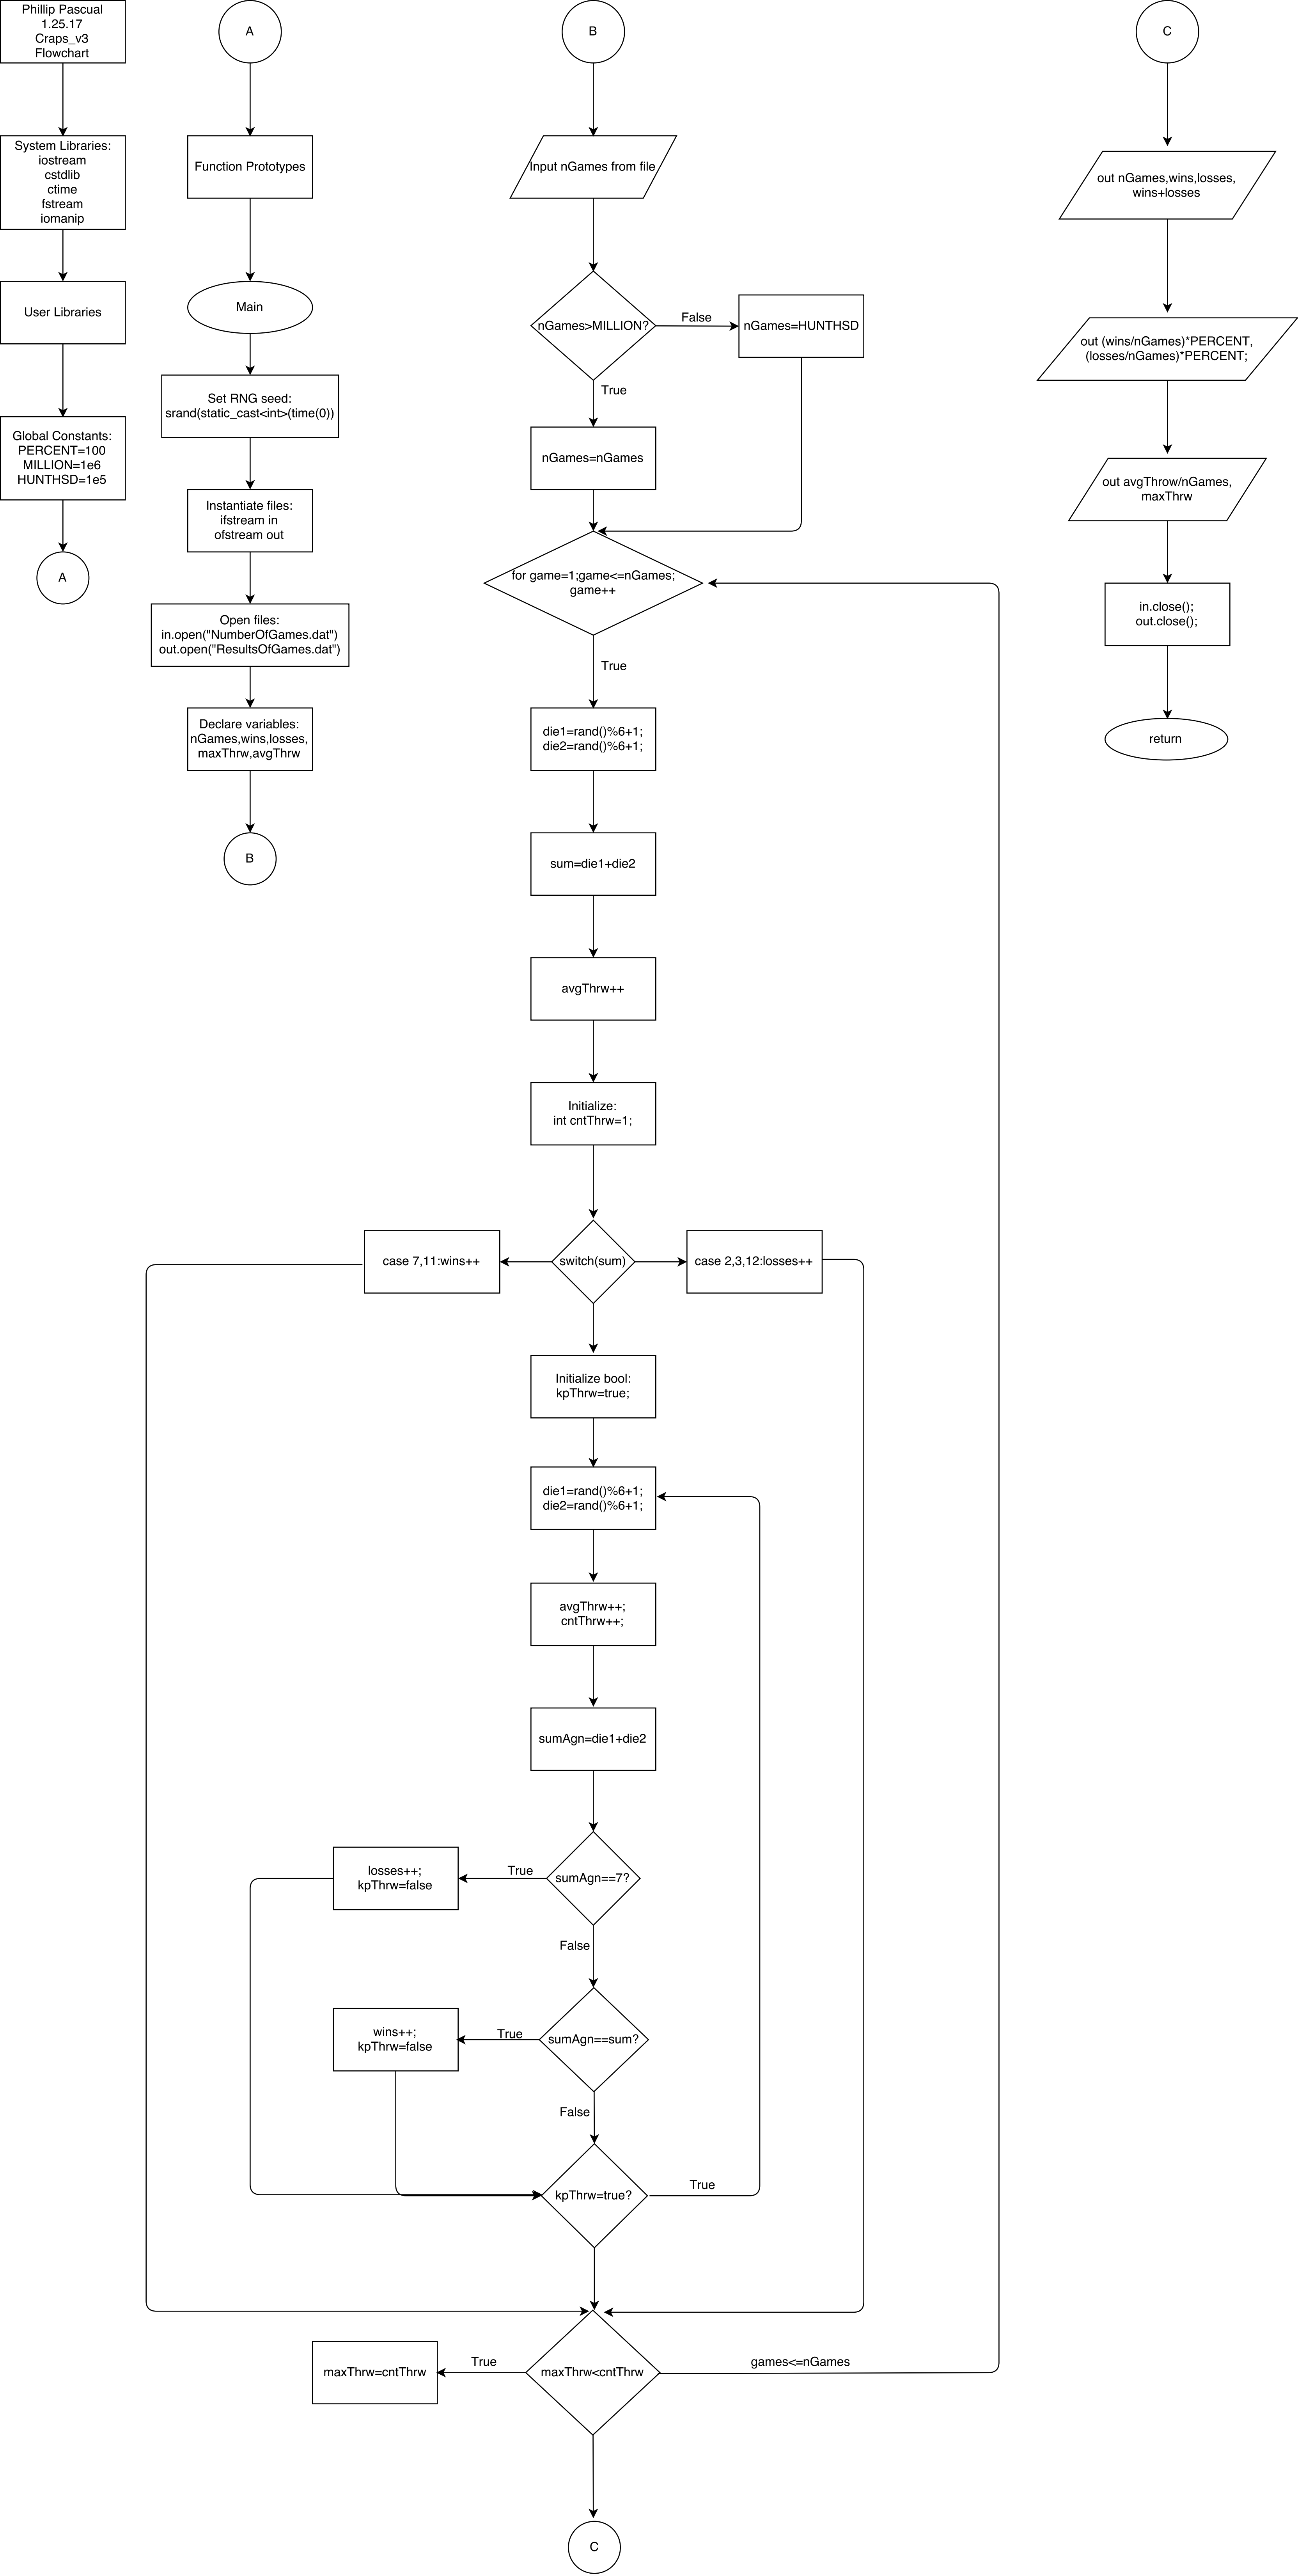 Phillip Pascual
1.25.17
Craps_v3
Flowchart
System Libraries:
iostream
cstdlib
ctime
fstream
iomanip
User Libraries
Global Constants:
PERCENT=100
MILLION=1e6
HUNTHSD=1e5
A
A
Function Prototypes
Main
Set RNG seed:
srand(static_cast<int>(time(0))
Instantiate files:
ifstream in
ofstream out
Open files:
in.open("NumberOfGames.dat")
out.open("ResultsOfGames.dat")
Declare variables:
nGames,wins,losses,
maxThrw,avgThrw
B
B
Input nGames from file
nGames>MILLION?
False
nGames=HUNTHSD
True
nGames=nGames
for game=1;game<=nGames;
game++
True
die1=rand()%6+1;
die2=rand()%6+1;
sum=die1+die2
avgThrw++
Initialize:
int cntThrw=1;
case 7,11:wins++
switch(sum)
case 2,3,12:losses++
Initialize bool:
kpThrw=true;
die1=rand()%6+1;
die2=rand()%6+1;
avgThrw++;
cntThrw++;
sumAgn=die1+die2
losses++;
kpThrw=false
True
sumAgn==7?
False
wins++;
kpThrw=false
True
sumAgn==sum?
False
kpThrw=true?
True
maxThrw=cntThrw
True
maxThrw<cntThrw
games<=nGames
C
C
out nGames,wins,losses,
wins+losses
out (wins/nGames)*PERCENT,
(losses/nGames)*PERCENT;
out avgThrow/nGames,
maxThrw
in.close();
out.close();
return